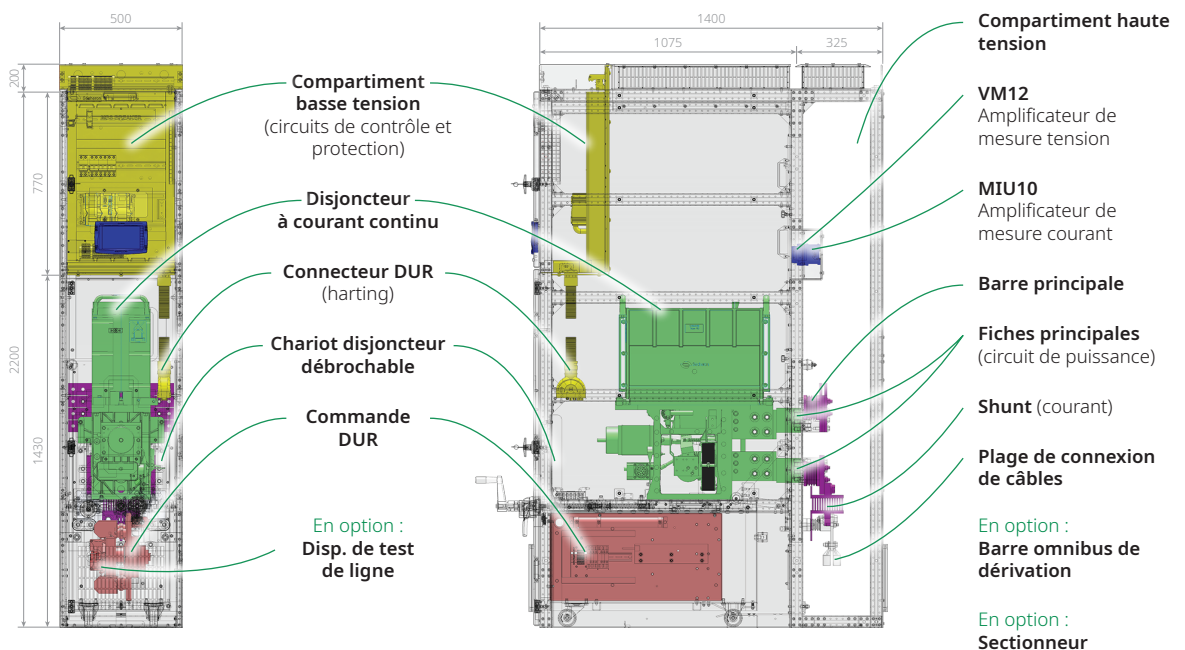 500
1400
1075
325
200
770
2200
1430
Compartiment
basse tension
(circuits de contrôle et
protection)
Disjoncteur
à courant continu
Connecteur DUR
(harting)
Chariot disjoncteur
débrochable
Commande
DUR
En option :
Disp. de test
de ligne
Compartiment haute
tension
VM12
Amplificateur de
mesure tension
MIU10
Amplificateur de
mesure courant
Barre principale
Fiches principales
(circuit de puissance)
Shunt (courant)
Plage de connexion
de câbles
En option :
Barre omnibus de
dérivation
En option :
Sectionneur